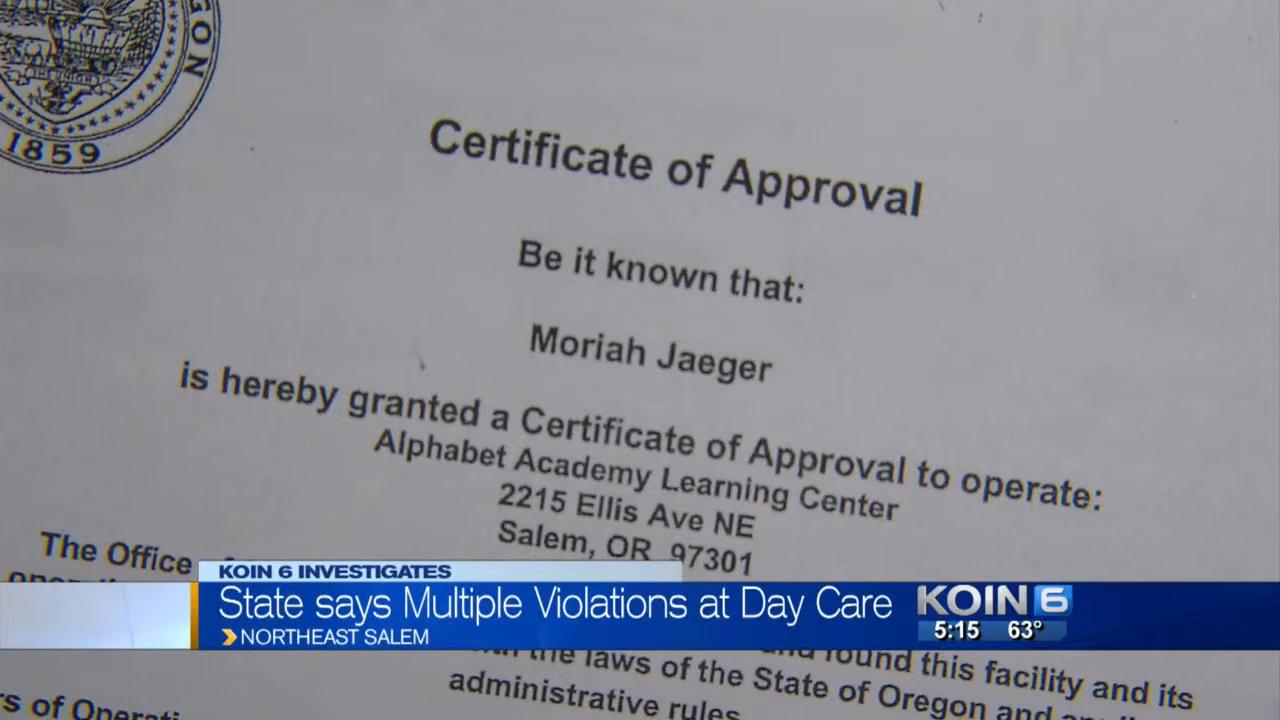 GON
1859
Certificate of Approval
Be it known that:
Moriah Jaeger
is hereby granted a Certificate of Approval to operate:
Alphabet Academy Learning Center
2215 Ellis Ave NE
Salem, OR 97301
The Office
KOIN 6 INVESTIGATES
State says Multiple Violations at Day Care
NORTHEAST SALEM
KOIN 6
5:15 63°
found this facility and its
the laws of the State of Oregon and
administrative rules
of